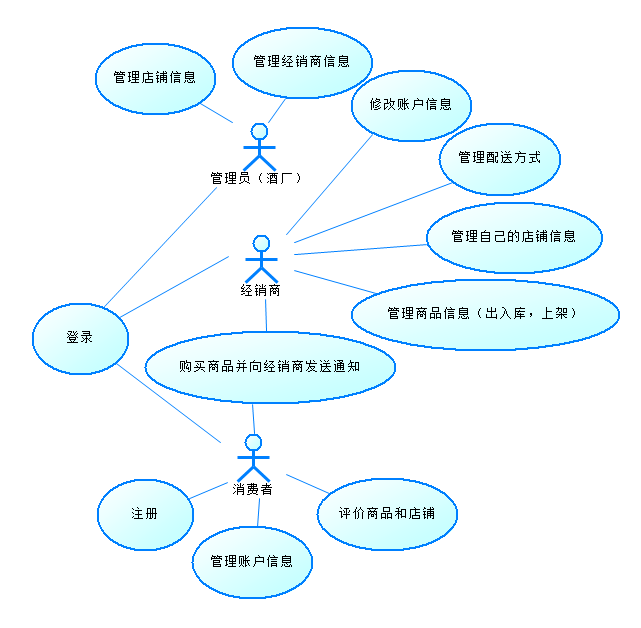 管理经销商信息
管理店铺信息
修改账户信息
管理配送方式
管理员（酒厂）
管理自己的店铺信息
经销商
管理商品信息（出入库，上架）
登录
购买商品并向经销商发送通知
消费者
注册
评价商品和店铺
管理账户信息